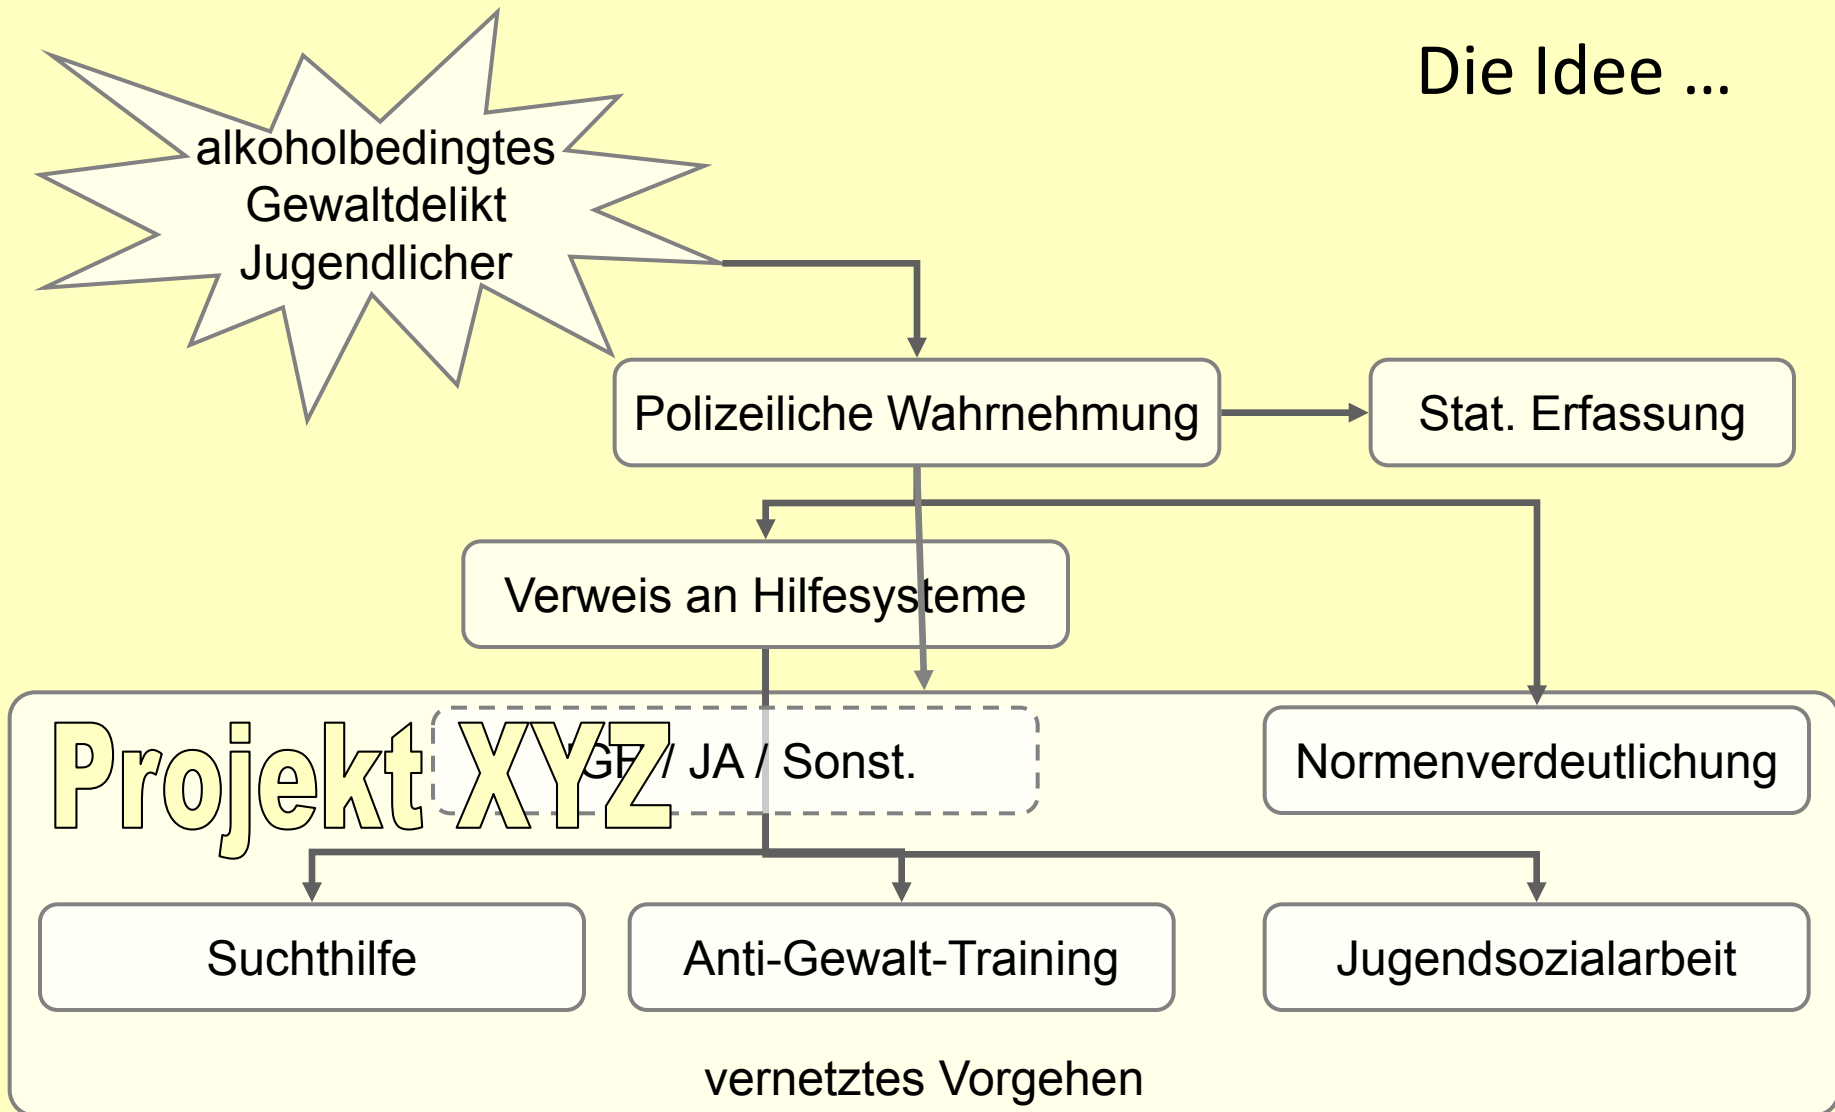 Die Idee ...
alkoholbedingtes
Gewaltdelikt
Jugendlicher
Polizeiliche Wahrnehmung
Stat. Erfassung
Verweis an Hilfesysteme
Projekt XYZ
/ JA / Sonst.
Normenverdeutlichung
Suchthilfe
Anti-Gewalt-Training
Jugendsozialarbeit
vernetztes Vorgehen